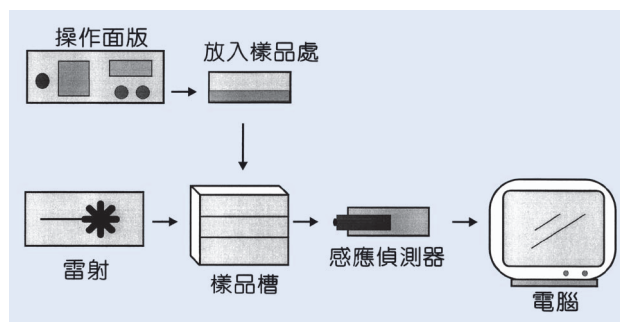 操作面版
放入樣品處
雷射
樣品槽
感應偵測器
電腦